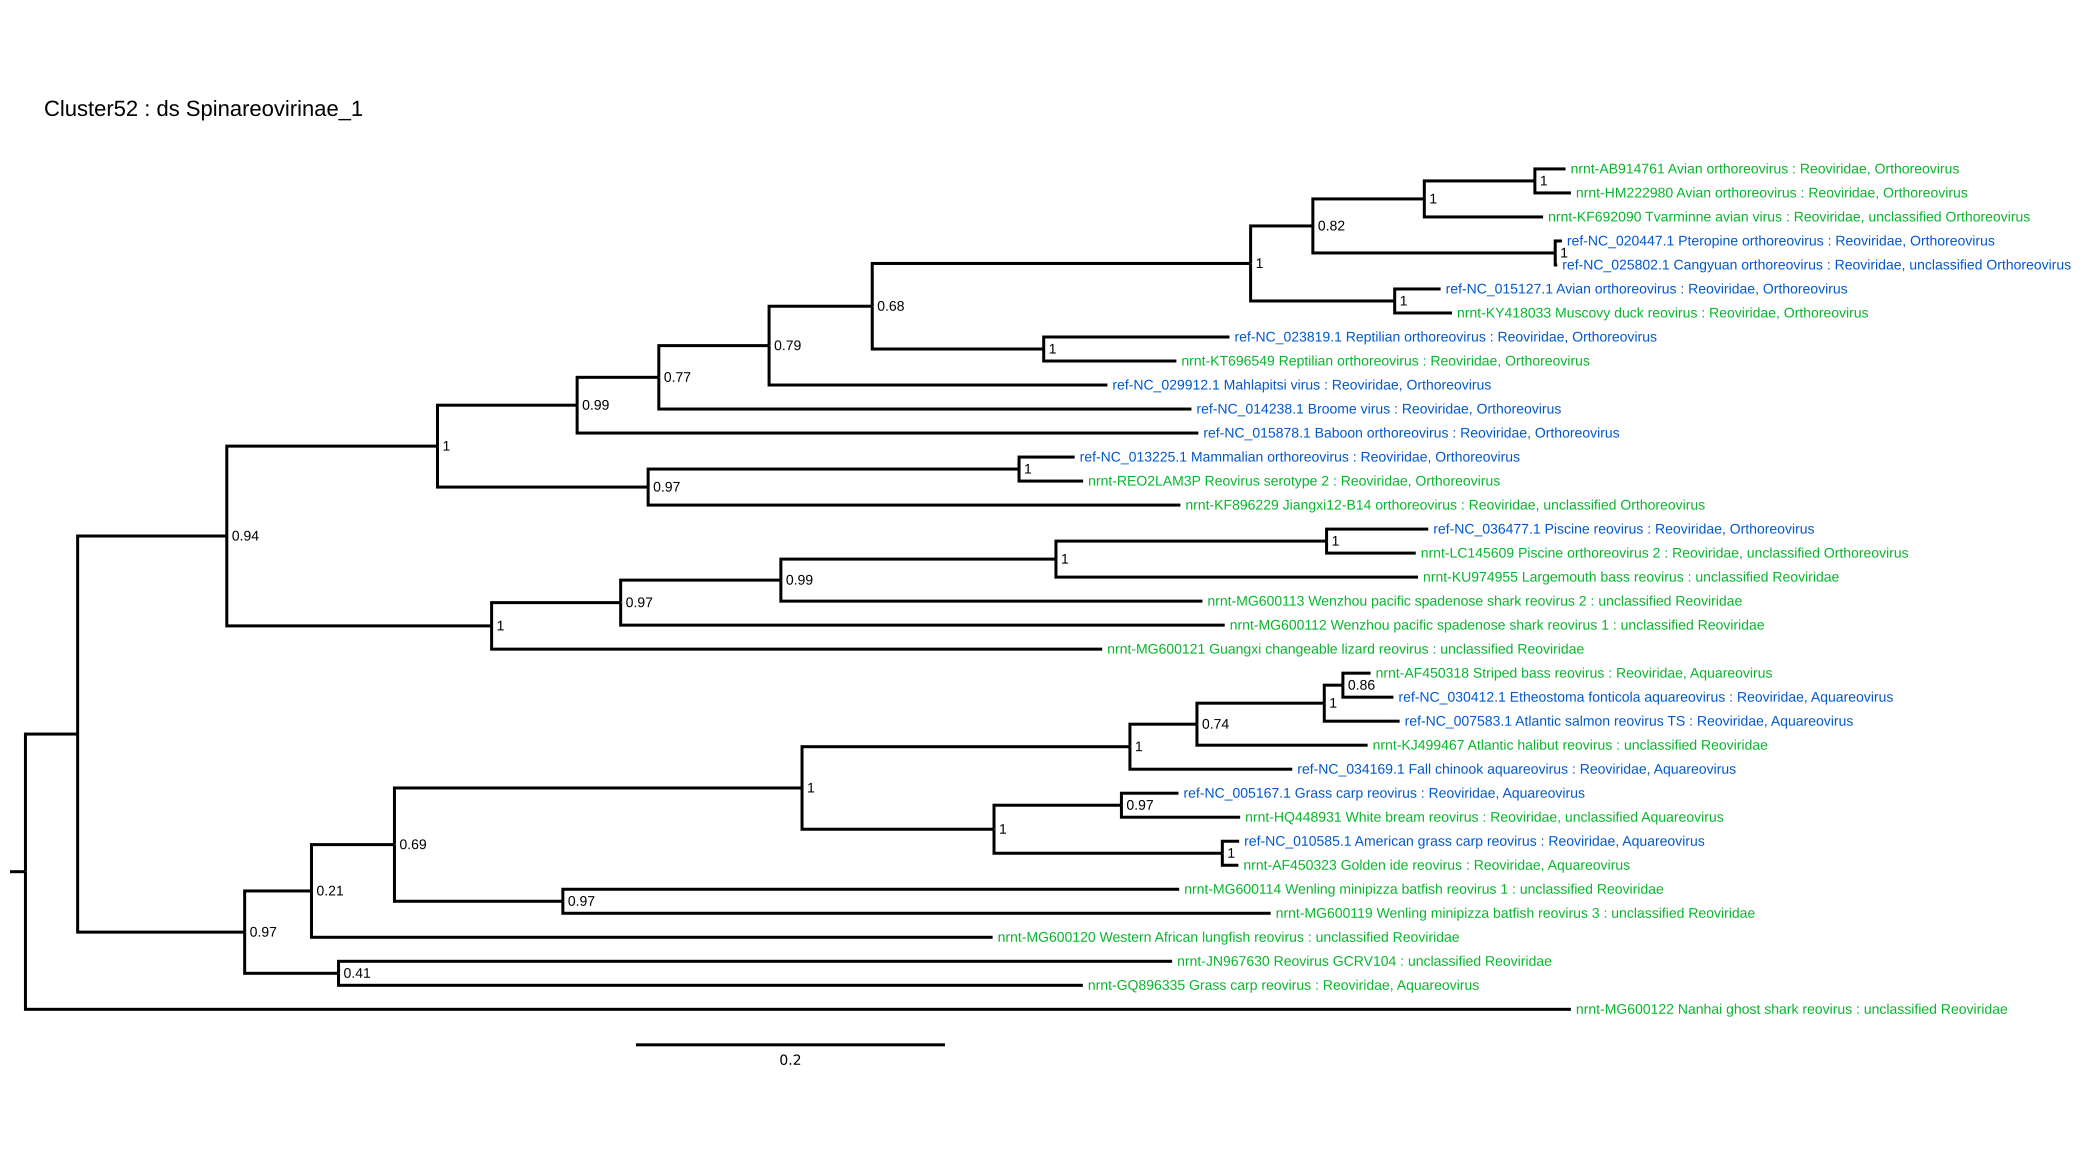 Cluster52 : ds Spinareovirinae_1
nrnt-AB914761 Avian orthoreovirus : Reoviridae, Orthoreovirus
1
nrnt-HM222980 Avian orthoreovirus : Reoviridae, Orthoreovirus
1
nrnt-KF692090 Tvarminne avian virus : Reoviridae, unclassified Orthoreovirus
0.82
ref-NC_020447.1 Pteropine orthoreovirus : Reoviridae, Orthoreovirus
1
ref-NC_025802.1 Cangyuan orthoreovirus : Reoviridae, unclassified Orthoreovirus
1
ref-NC_015127.1 Avian orthoreovirus : Reoviridae, Orthoreovirus
1
nrnt-KY418033 Muscovy duck reovirus : Reoviridae, Orthoreovirus
0.68
ref-NC_023819.1 Reptilian orthoreovirus : Reoviridae, Orthoreovirus
1
nrnt-KT696549 Reptilian orthoreovirus : Reoviridae, Orthoreovirus
0.79
ref-NC_029912.1 Mahlapitsi virus : Reoviridae, Orthoreovirus
0.77
ref-NC_014238.1 Broome virus : Reoviridae, Orthoreovirus
0.99
ref-NC_015878.1 Baboon orthoreovirus : Reoviridae, Orthoreovirus
1
ref-NC_013225.1 Mammalian orthoreovirus : Reoviridae, Orthoreovirus
1
nrnt-REO2LAM3P Reovirus serotype 2 : Reoviridae, Orthoreovirus
0.97
nrnt-KF896229 Jiangxi12-B14 orthoreovirus : Reoviridae, unclassified Orthoreovirus
0.94
ref-NC_036477.1 Piscine reovirus : Reoviridae, Orthoreovirus
1
nrnt-LC145609 Piscine orthoreovirus 2 : Reoviridae, unclassified Orthoreovirus
1
nrnt-KU974955 Largemouth bass reovirus : unclassified Reoviridae
0.99
nrnt-MG600113 Wenzhou pacific spadenose shark reovirus 2 : unclassified Reoviridae
0.97
nrnt-MG600112 Wenzhou pacific spadenose shark reovirus 1 : unclassified Reoviridae
1
nrnt-MG600121 Guangxi changeable lizard reovirus : unclassified Reoviridae
nrnt-AF450318 Striped bass reovirus : Reoviridae, Aquareovirus
0.86
ref-NC_030412.1 Etheostoma fonticola aquareovirus : Reoviridae, Aquareovirus
1
ref-NC_007583.1 Atlantic salmon reovirus TS : Reoviridae, Aquareovirus
0.74
nrnt-KJ499467 Atlantic halibut reovirus : unclassified Reoviridae
1
ref-NC_034169.1 Fall chinook aquareovirus : Reoviridae, Aquareovirus
1
ref-NC_005167.1 Grass carp reovirus : Reoviridae, Aquareovirus
0.97
nrnt-HQ448931 White bream reovirus : Reoviridae, unclassified Aquareovirus
1
ref-NC_010585.1 American grass carp reovirus : Reoviridae, Aquareovirus
1
nrnt-AF450323 Golden ide reovirus : Reoviridae, Aquareovirus
0.69
nrnt-MG600114 Wenling minipizza batfish reovirus 1 : unclassified Reoviridae
0.21
0.97
nrnt-MG600119 Wenling minipizza batfish reovirus 3 : unclassified Reoviridae
0.97
nrnt-MG600120 Western African lungfish reovirus : unclassified Reoviridae
nrnt-JN967630 Reovirus GCRV104 : unclassified Reoviridae
0.41
nrnt-GQ896335 Grass carp reovirus : Reoviridae, Aquareovirus
nrnt-MG600122 Nanhai ghost shark reovirus : unclassified Reoviridae
0.2